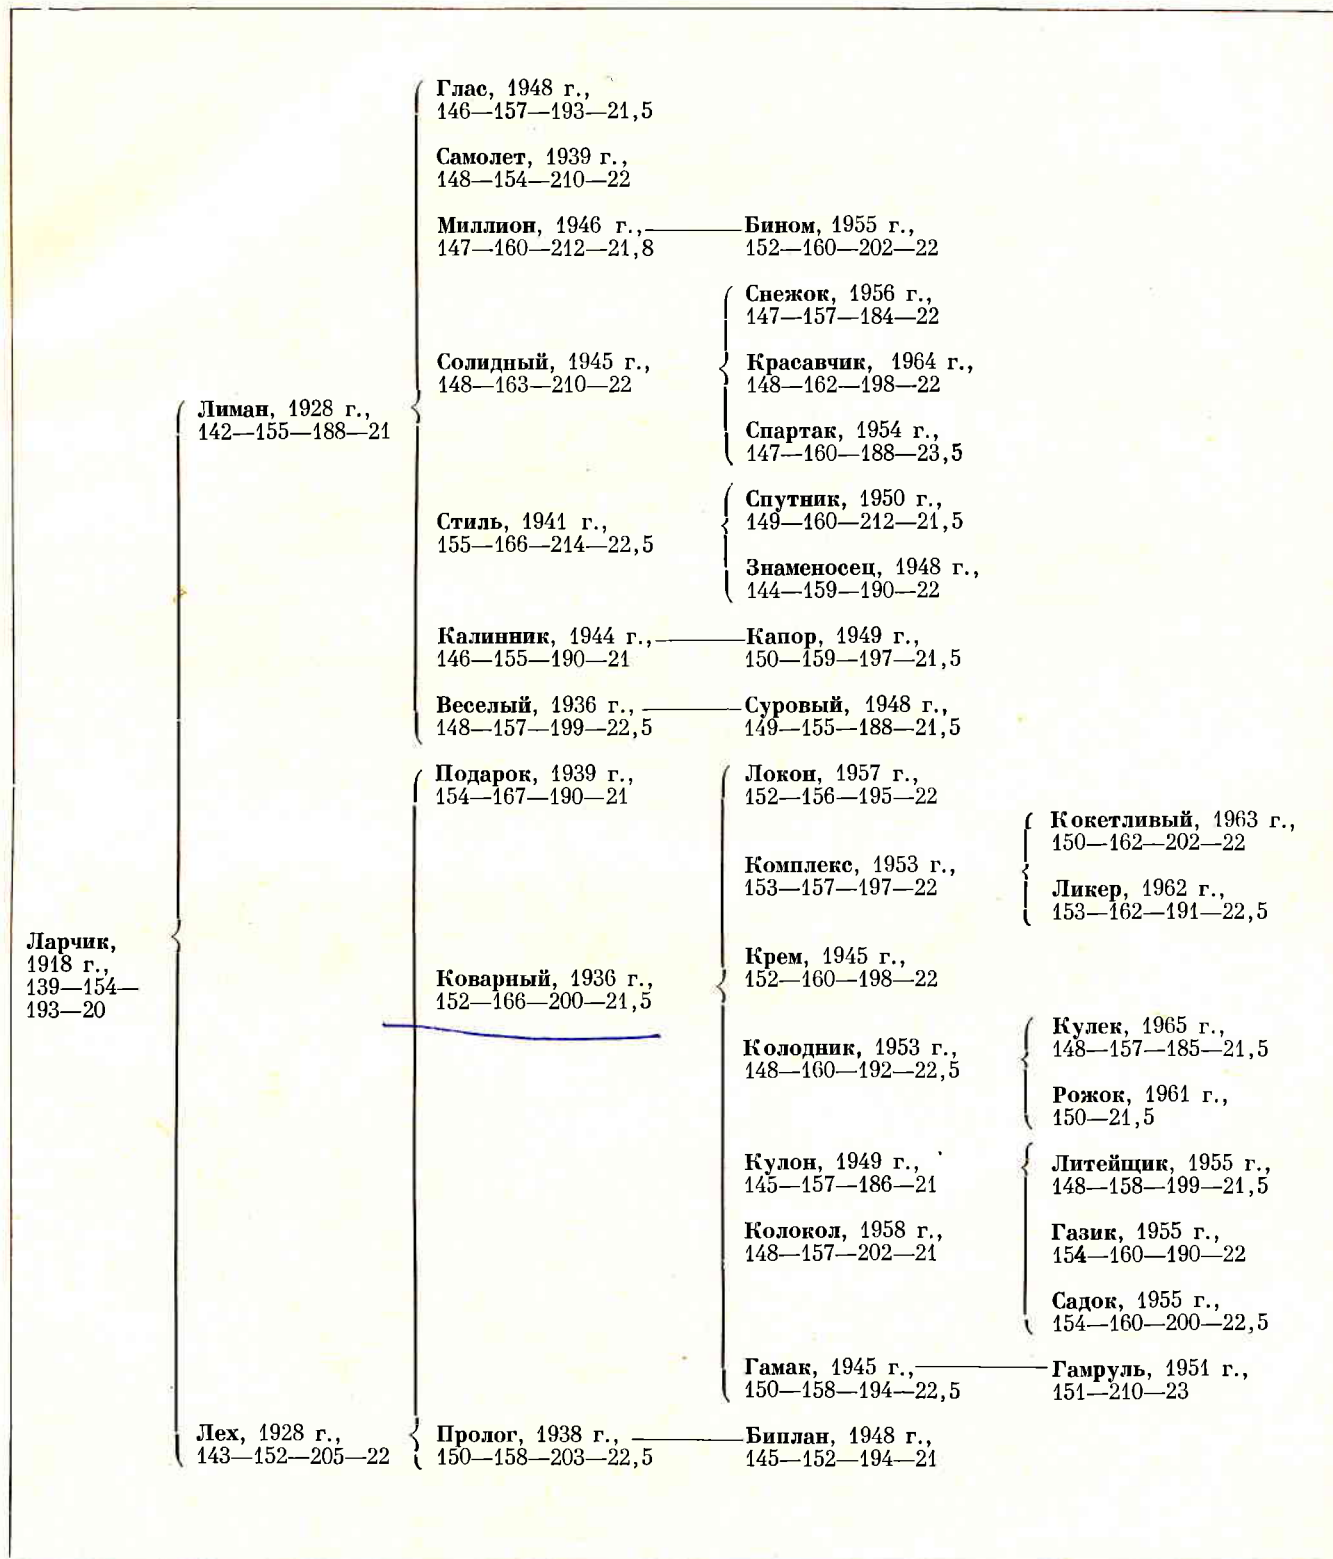 Ларчик,
1918 г.,
139—154—
193—20
Лиман, 1928 г.,
142—155—188—21
Глас, 1948 г.,
146—157—193—21,5
Самолет, 1939 г.,
148—154—210—22
Миллион, 1946 г.,
147—160—212—21,8
Бином, 1955 г.,
152—160—202—22
Солидный, 1945 г.,
148—163—210—22
Снежок, 1956 г.,
147—157—184—22
Красавчик, 1964 г.,
148—162—198—22
Спартак, 1954 г.,
147—160—188—23,5
Стиль, 1941 г.,
155—166—214—22,5
Спутник, 1950 г.,
149—160—212—21,5
Знаменосец, 1948 г.,
144—159—190—22
Калинник, 1944 г.,
146—155—190—21
Капор, 1949 г.,
150—159—197—21,5
Веселый, 1936 г.,
148—157—199—22,5
Суровый, 1948 г.,
149—155—188—21,5
Лех, 1928 г.,
143—152—205—22
Подарок, 1939 г.,
154—167—190—21
Коварный, 1936 г.,
152—166—200—21,5
Локон, 1957 г.,
152—156—195—22
Комплекс, 1953 г.,
153—157—197—22
Кокетливый, 1963 г.,
150—162—202—22
Ликер, 1962 г.,
153—162—191—22,5
Крем, 1945 г.,
152—160—198—22
Колодник, 1953 г.,
148—160—192—22,5
Кулек, 1965 г.,
148—157—185—21,5
Рожок, 1961 г.,
150—21,5
Кулон, 1949 г.,
145—157—186—21
Литейщик, 1955 г.,
148—158—199—21,5
Колокол, 1958 г.,
148—157—202—21
Газик, 1955 г.,
154—160—190—22
Садок, 1955 г.,
154—160—200—22,5
Гамак, 1945 г.,
150—158—194—22,5
Гамруль, 1951 г.,
151—210—23
Пролог, 1938 г.,
150—158—203—22,5
Биплан, 1948 г.,
145—152—194—21